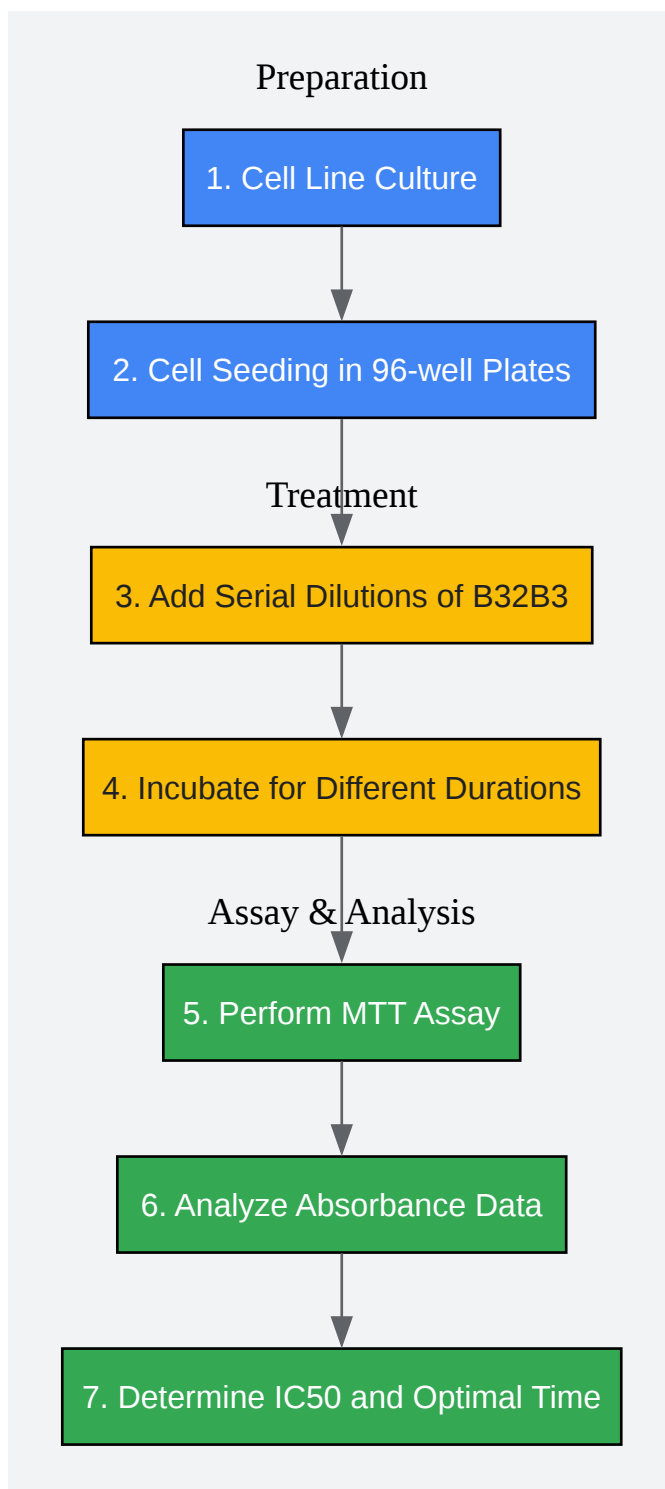 Preparation
1. Cell Line Culture
2. Cell Seeding in 96-well Plates
Treatment
3. Add Serial Dilutions of B32B3
4. Incubate for Different Durations
Assay & Analysis
5. Perform MTT Assay
6. Analyze Absorbance Data
7. Determine IC50 and Optimal Time